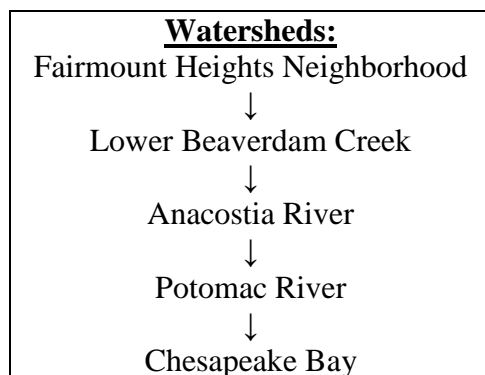 Watersheds:
Fairmount Heights Neighborhood
↓
Lower Beaverdam Creek
↓
Anacostia River
↓
Potomac River
↓
Chesapeake Bay